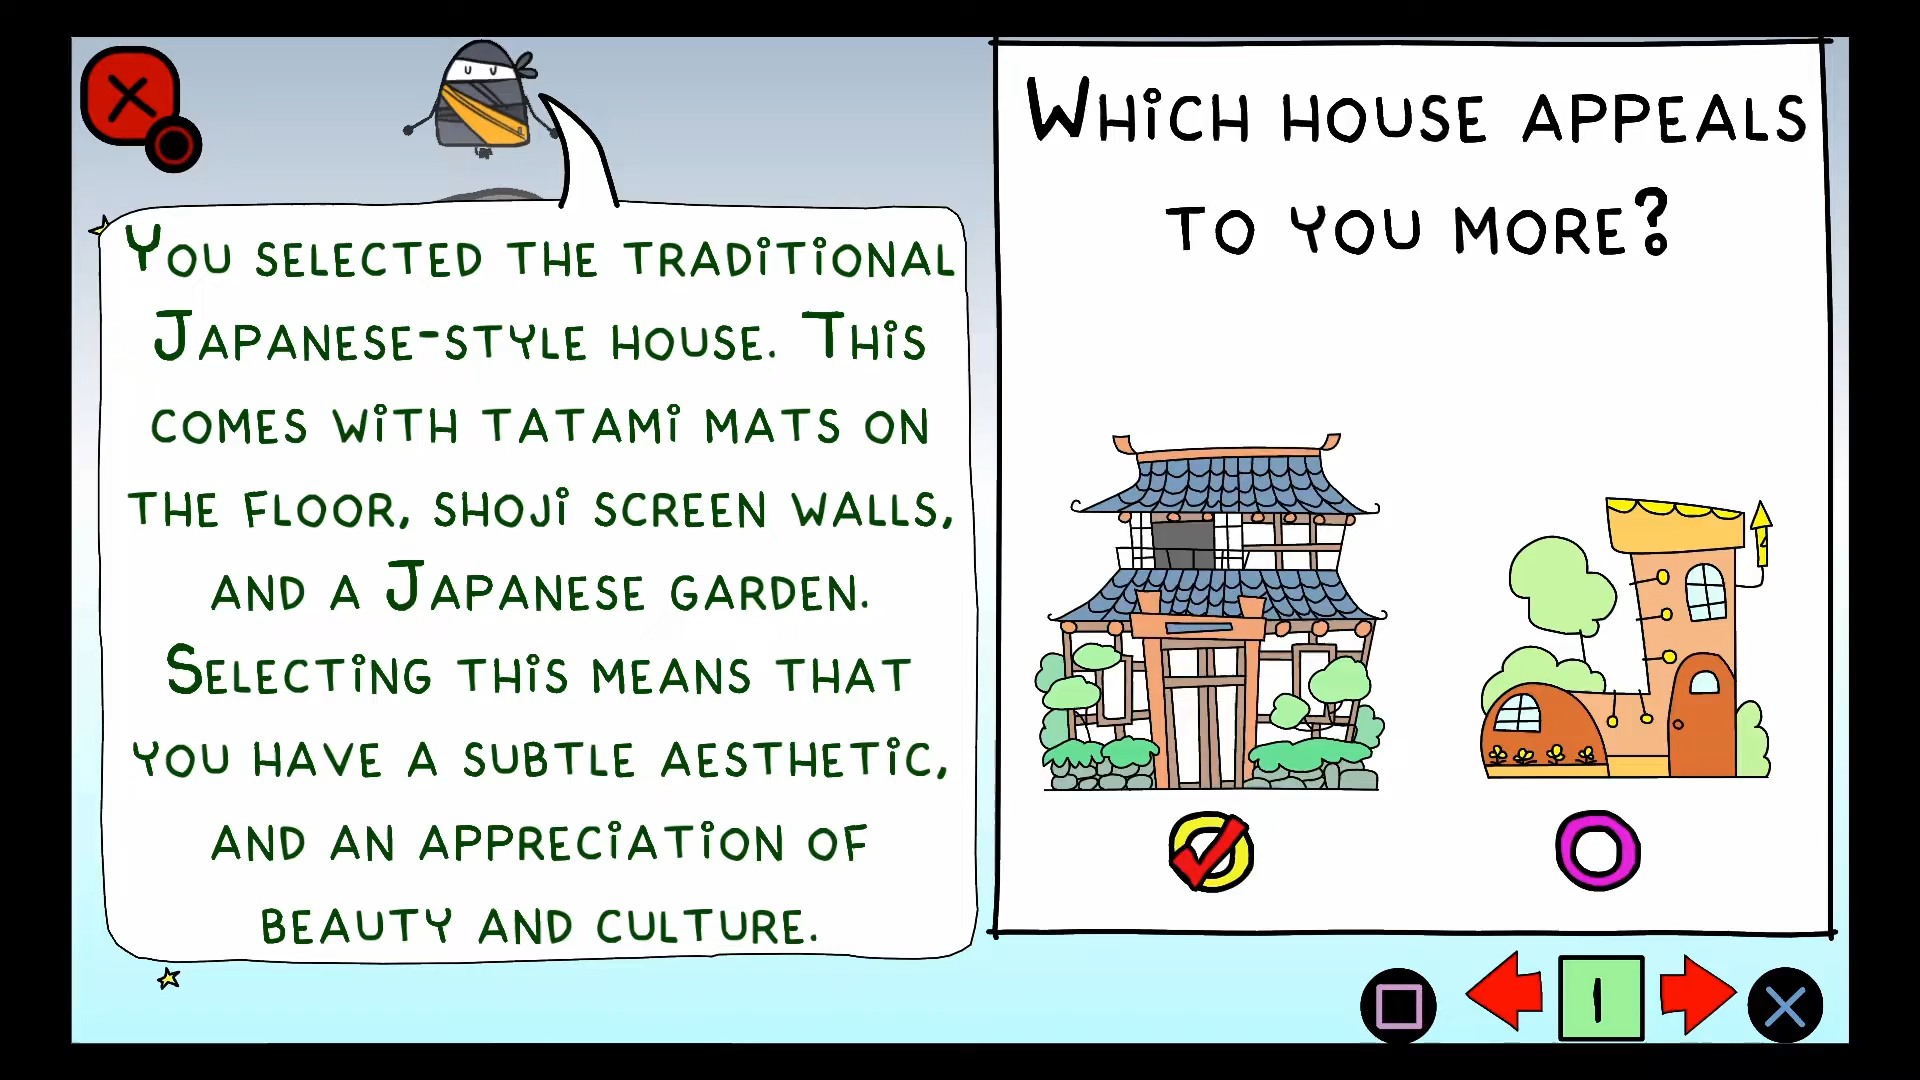 You selected the traditional
Japanese-style house. This
comes with tatami mats on
the floor, shoji screen walls,
and a Japanese garden.
Selecting this means that
you have a subtle aesthetic,
and an appreciation of
beauty and culture.
Which house appeals
to you more?
1